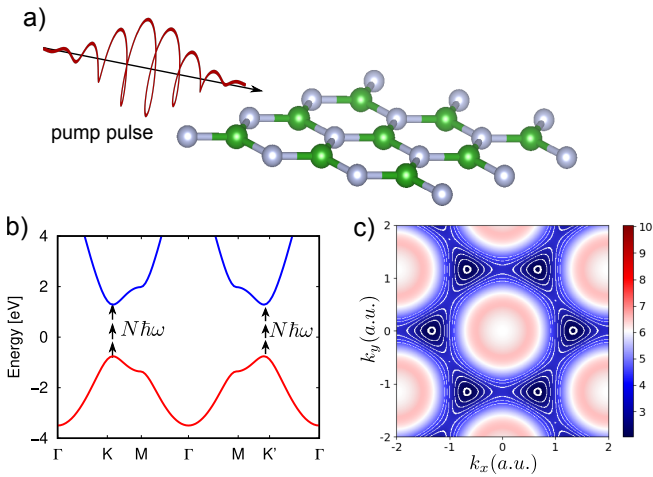 a)
pump pulse
b)
Energy [eV]
4
2
0
−2
−4
Nħω
Nħω
Γ K M Γ M K' Γ
c)
k_y(a.u.)
2
1
0
-1
-2
-2 -1 0 1 2
k_x(a.u.)
10
9
8
7
6
5
4
3